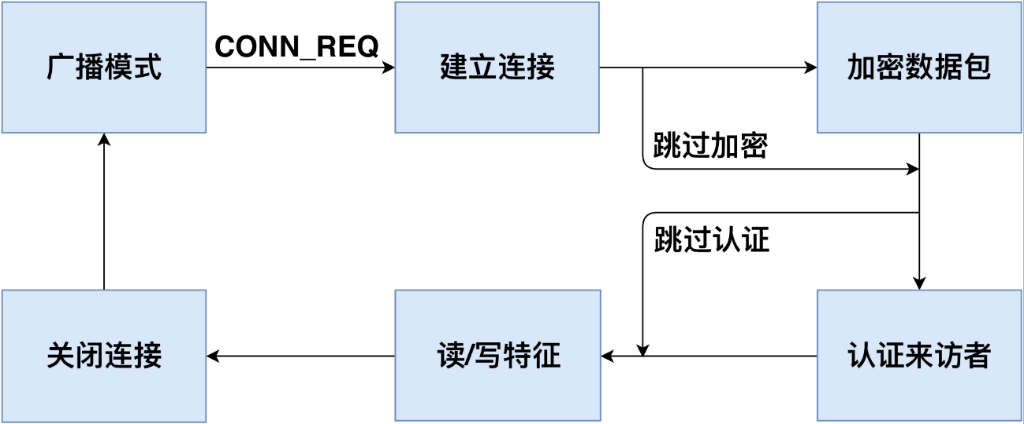 广播模式
CONN_REQ
建立连接
加密数据包
跳过加密
跳过认证
关闭连接
读/写特征
认证来访者